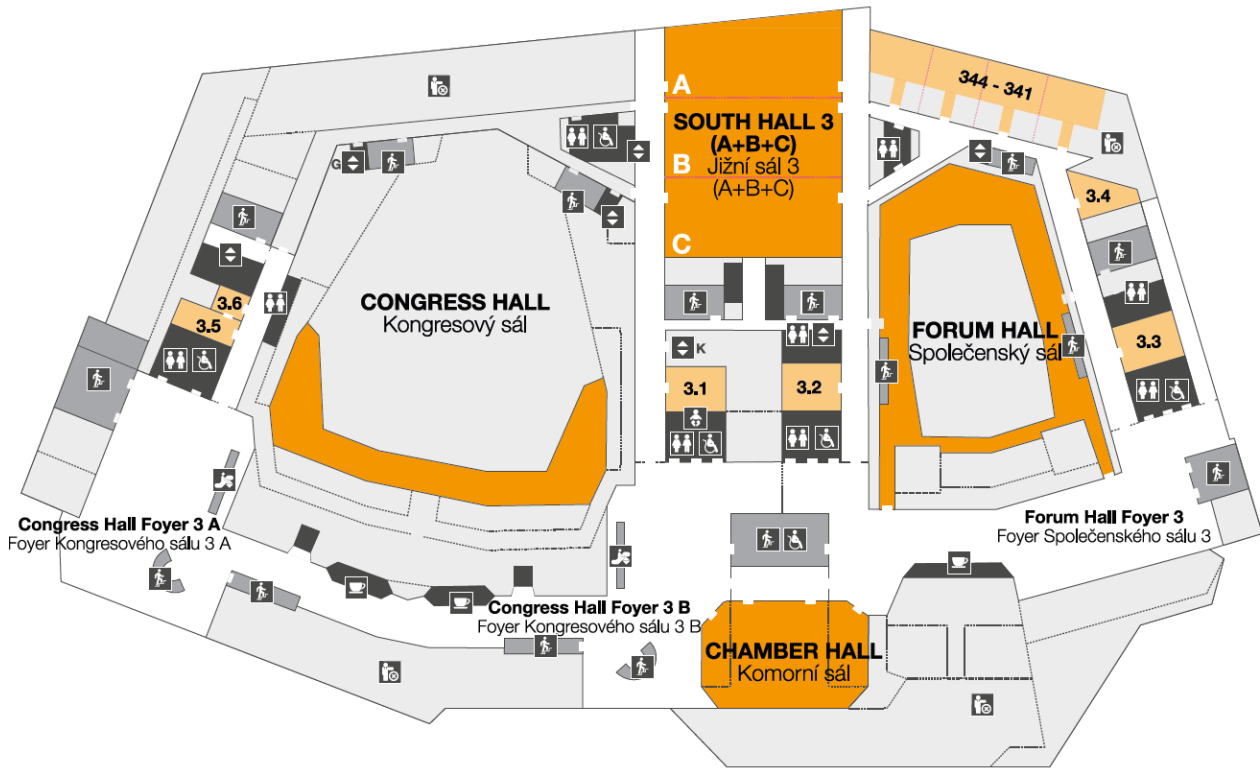 344 - 341
A
SOUTH HALL 3
(A+B+C)
Jižní sál 3
(A+B+C)
B
C
G
3.4
3.6
3.5
CONGRESS HALL
Kongresový sál
FORUM HALL
Společenský sál
3.3
K
3.1
3.2
Congress Hall Foyer 3 A
Foyer Kongresového sálu 3 A
Forum Hall Foyer 3
Foyer Společenského sálu 3
Congress Hall Foyer 3 B
Foyer Kongresového sálu 3 B
CHAMBER HALL
Komorní sál